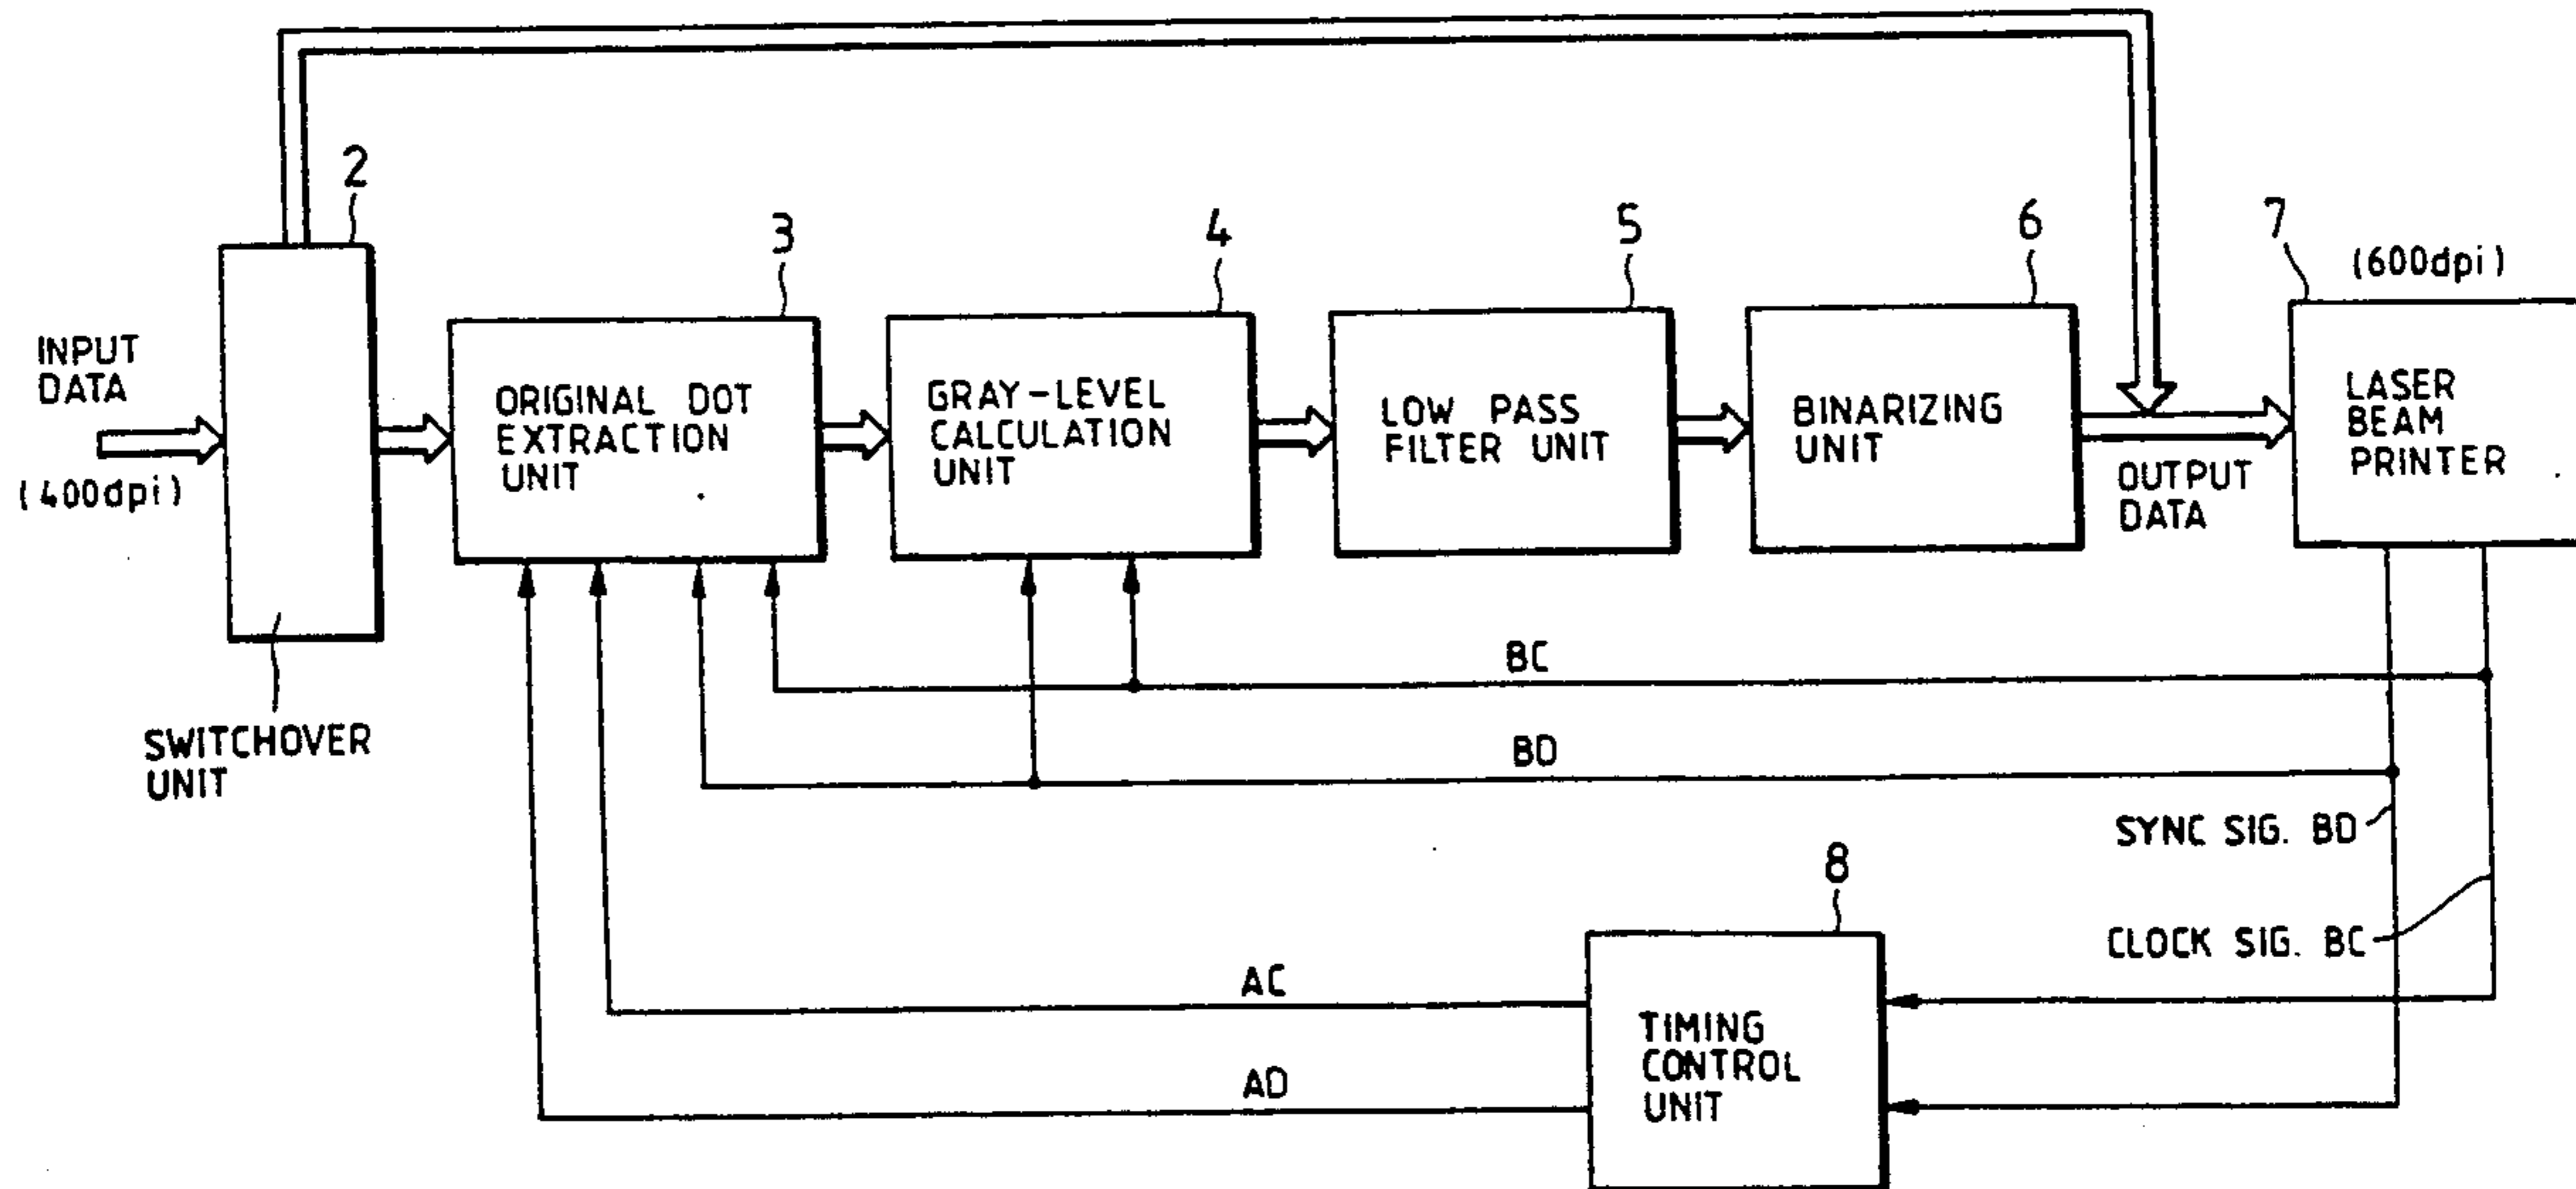 2
3
4
5
6
7
(600dpi)
INPUT
DATA
(400dpi)
ORIGINAL DOT
EXTRACTION
UNIT
GRAY-LEVEL
CALCULATION
UNIT
LOW PASS
FILTER UNIT
BINARIZING
UNIT
OUTPUT
DATA
LASER
BEAM
PRINTER
SWITCHOVER
UNIT
BC
BD
SYNC SIG. BD
CLOCK SIG. BC
8
AC
AD
TIMING
CONTROL
UNIT